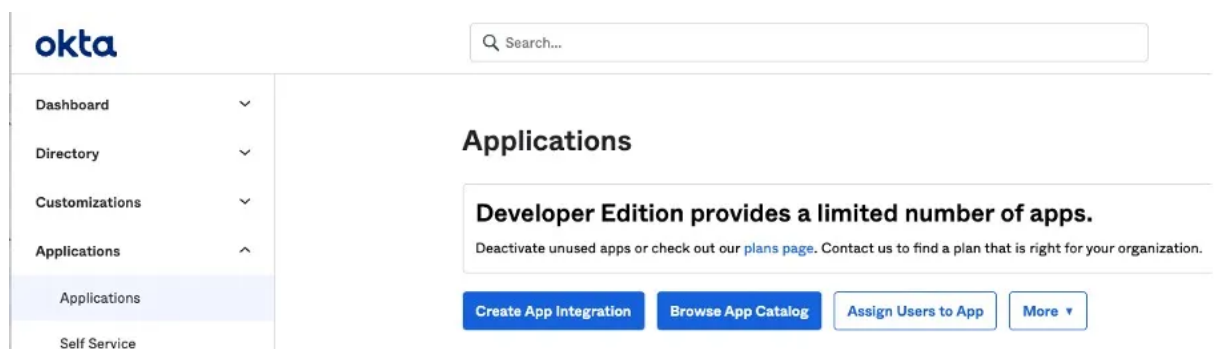 okta
Search...
Dashboard
Directory
Customizations
Applications
Applications
Self Service
Applications
Developer Edition provides a limited number of apps.
Deactivate unused apps or check out our plans page. Contact us to find a plan that is right for your organization.
Create App Integration Browse App Catalog Assign Users to App More ▼